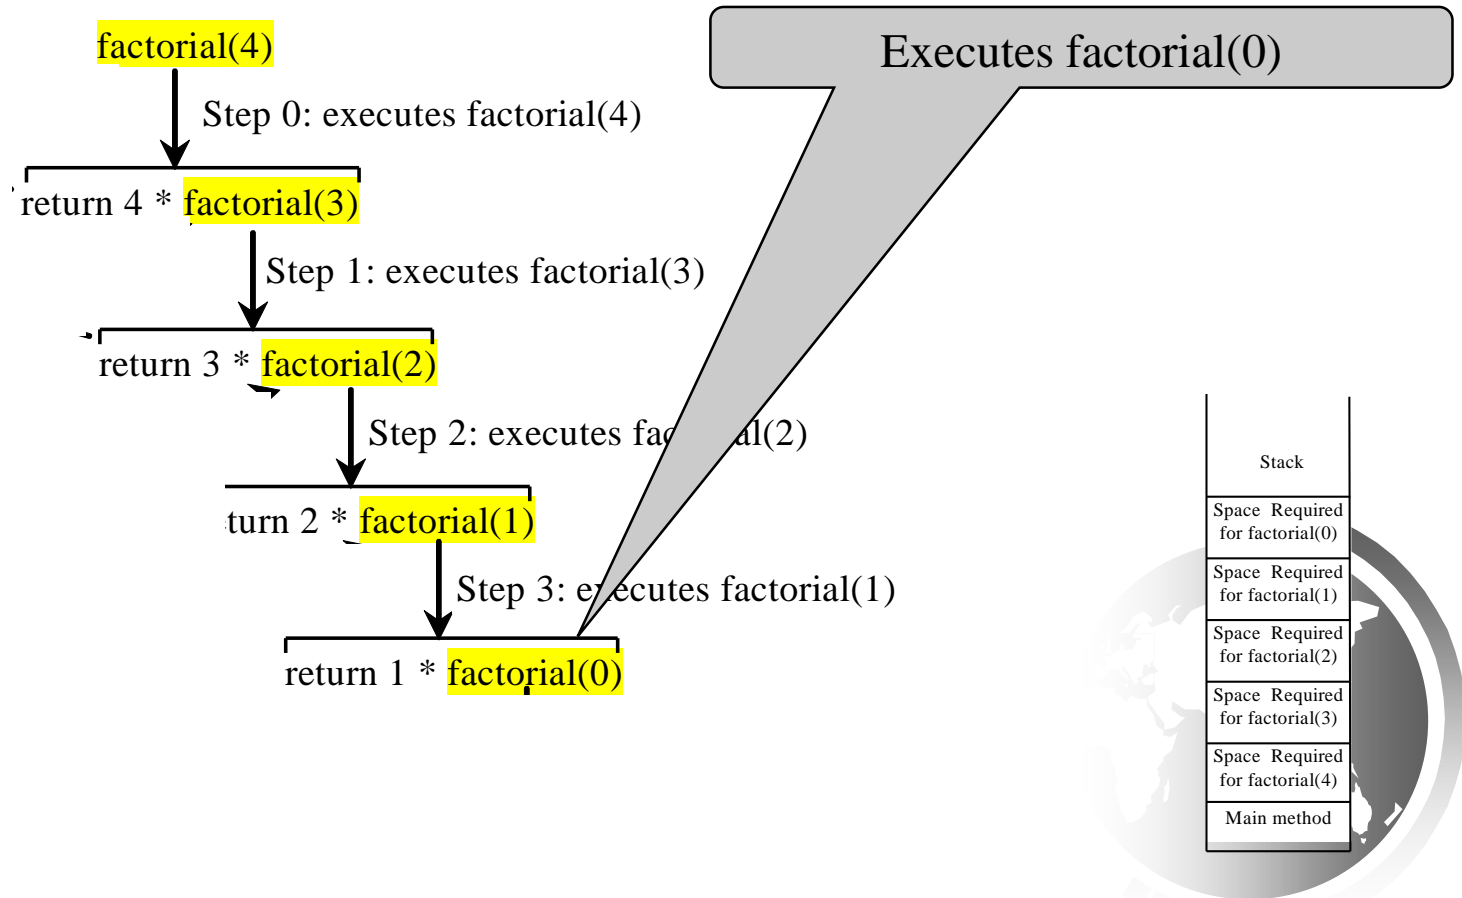 Executes factorial(0)
factorial(4)
Step 0: executes factorial(4)
return 4 * factorial(3)
Step 1: executes factorial(3)
return 3 * factorial(2)
Step 2: executes fac al(2)
turn 2 * factorial(1)
Step 3: executes factorial(1)
return 1 * factorial(0)
Stack
Space Required
for factorial(0)
Space Required
for factorial(1)
Space Required
for factorial(2)
Space Required
for factorial(3)
Space Required
for factorial(4)
Main method